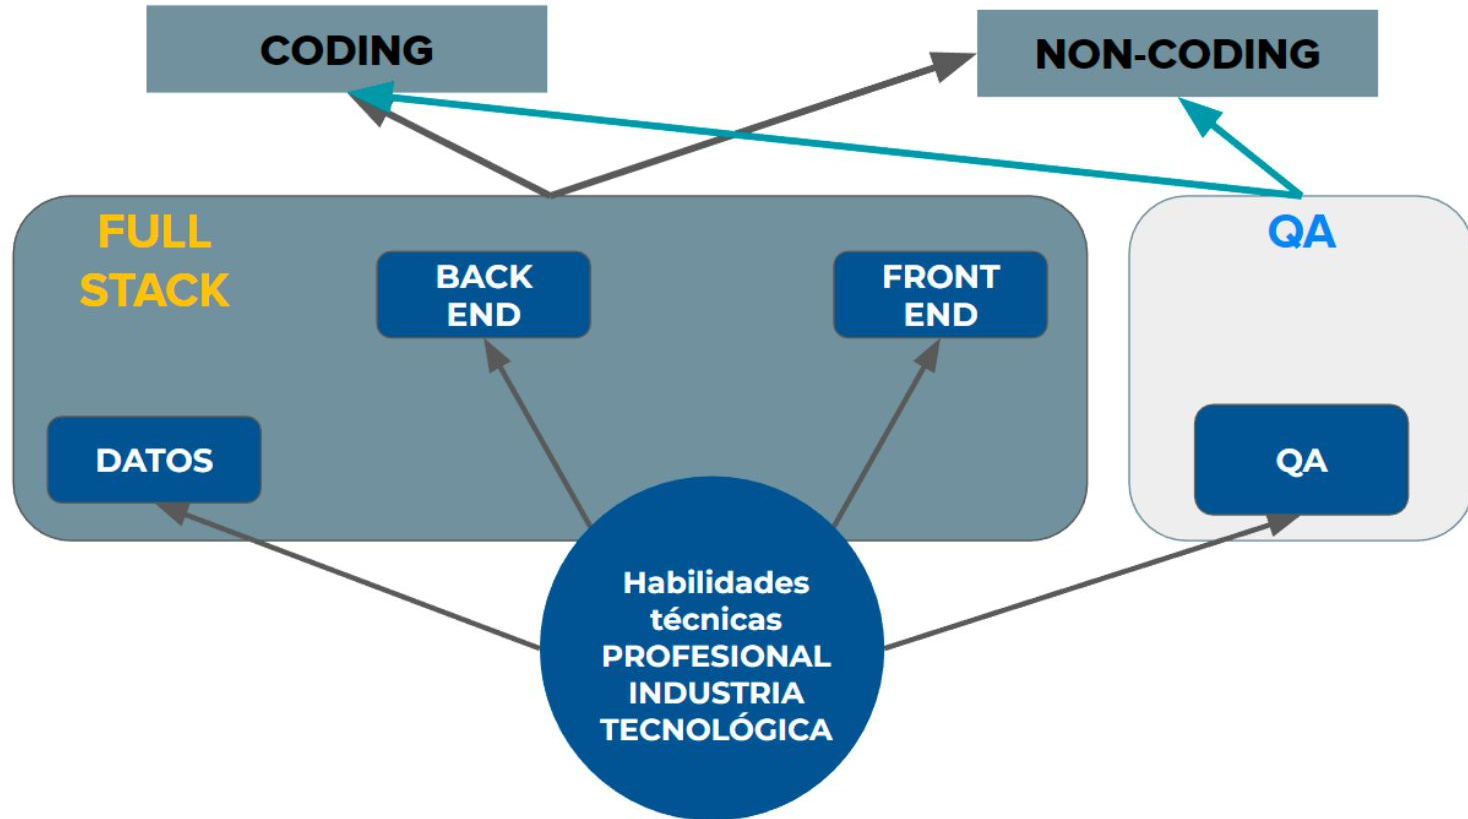 CODING
NON-CODING
FULL
STACK
BACK
END
FRONT
END
QA
DATOS
QA
Habilidades
técnicas
PROFESIONAL
INDUSTRIA
TECNOLÓGICA